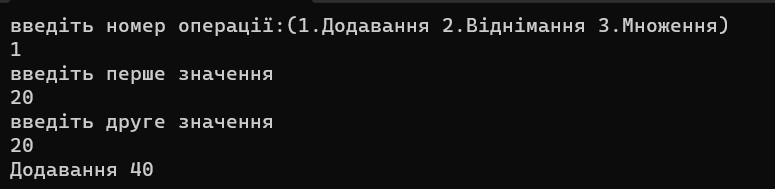 введіть номер операції:(1.Додавання 2.Віднімання 3.Множення)
1
введіть перше значення
20
введіть друге значення
20
Додавання 40